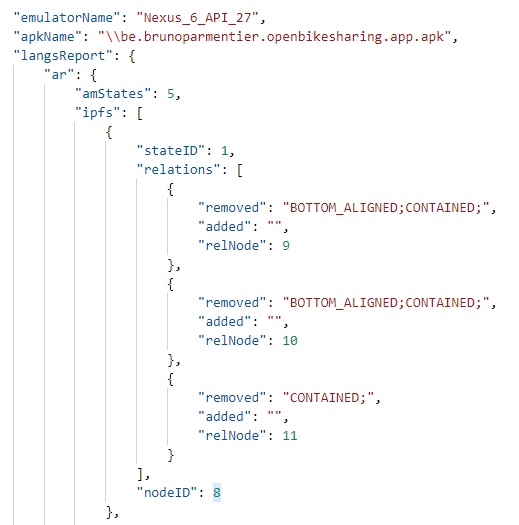 "emulatorName": "Nexus_6_API_27",
"apkName": "\\be.brunoparmentier.openbikesharing.app.apk",
"langsReport": {
"ar": {
"amStates": 5,
"ipfs": [
{
"stateID": 1,
"relations": [
{
"removed": "BOTTOM_ALIGNED;CONTAINED;",
"added": "",
"relNode": 9
},
{
"removed": "BOTTOM_ALIGNED;CONTAINED;",
"added": "",
"relNode": 10
},
{
"removed": "CONTAINED;",
"added": "",
"relNode": 11
}
],
"nodeID": 8
},